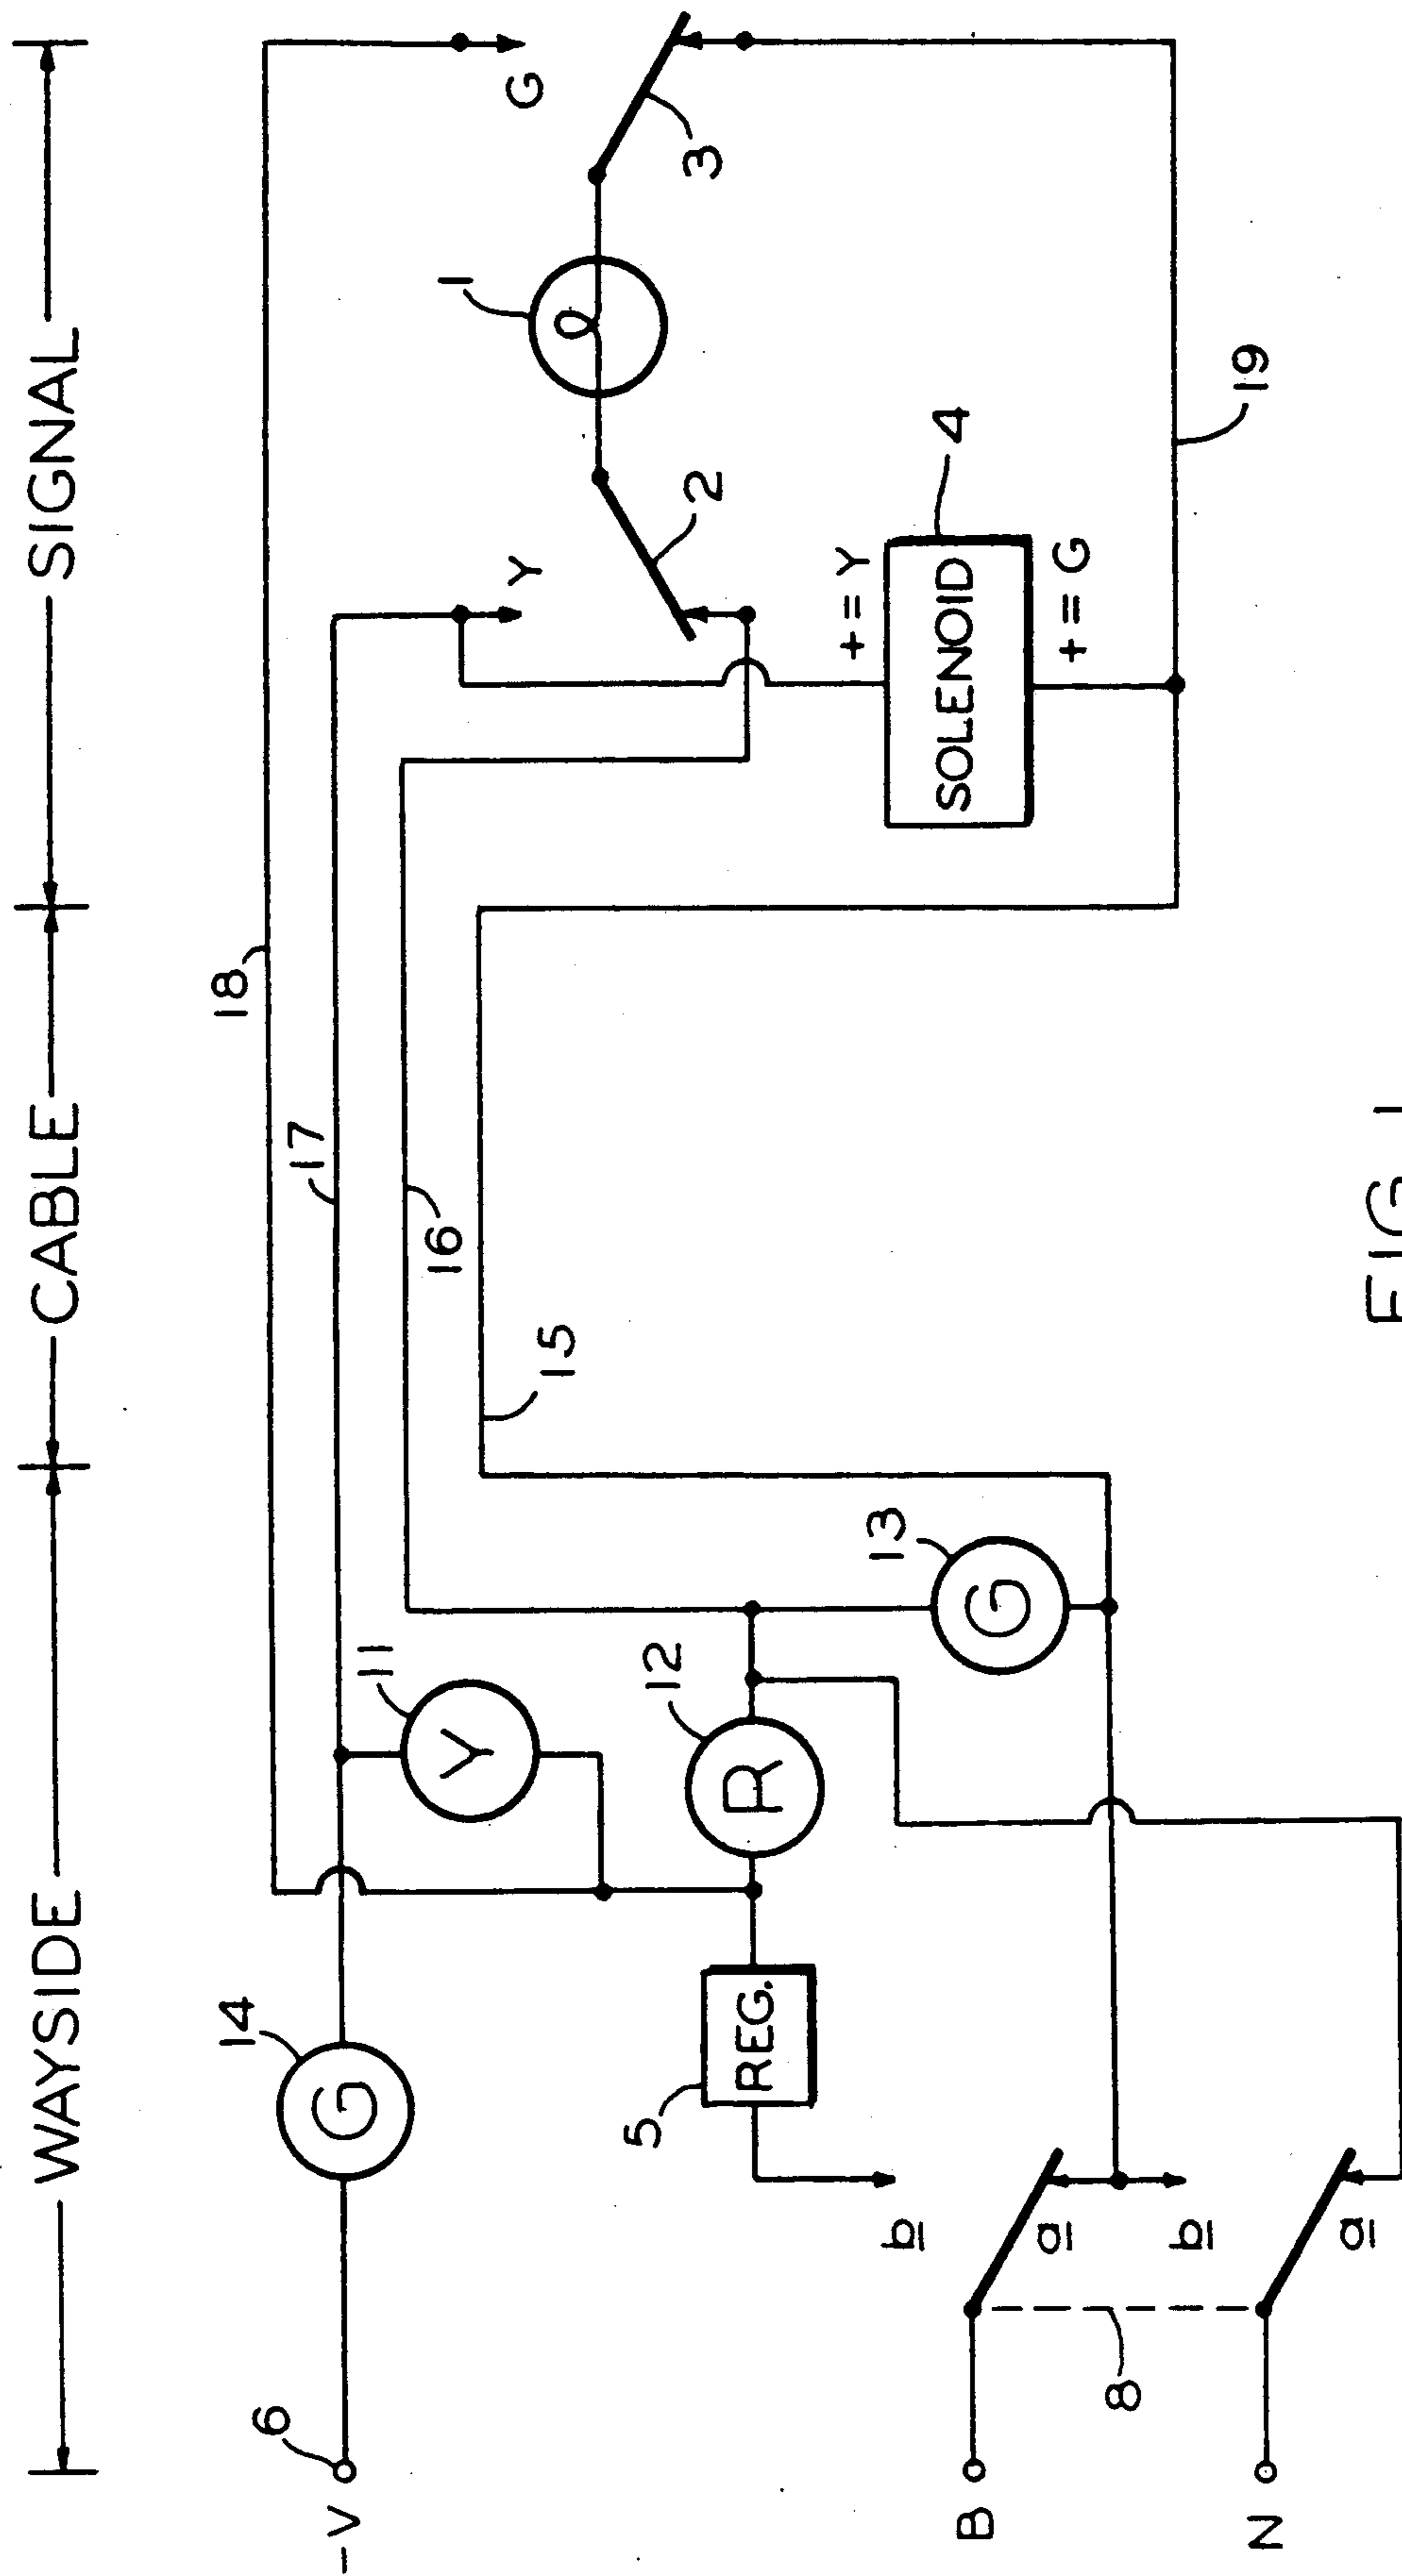 WAYSIDE CABLE SIGNAL
18
17
16
15
14
G
6
-V
11
Y
12
R
13
G
5
REG.
b
a
b
a
B
N
8
1
2
3
Y
G
+ = Y
SOLENOID
4
+ = G
19
FIG. 1